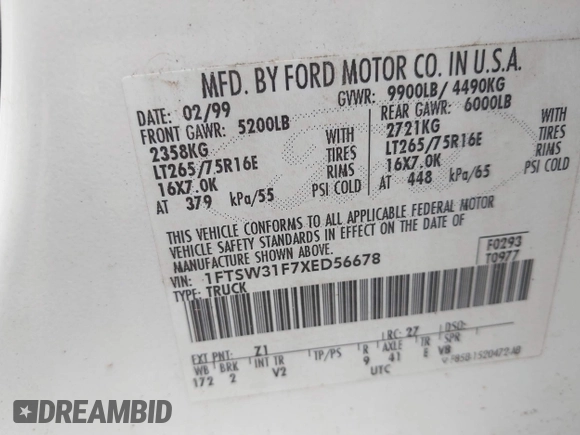 MFD. BY FORD MOTOR CO. IN U.S.A.
DATE: 02/99 GVWR: 9900LB/ 4490KG
FRONT GAWR: 5200LB REAR GAWR: 6000LB
2358KG WITH 2721KG WITH
LT265/75R16E TIRES LT265/75R16E TIRES
16X7.0K RIMS 16X7.0K RIMS
AT 379 kPa/55 PSI COLD AT 448 kPa/65 PSI COLD
THIS VEHICLE CONFORMS TO ALL APPLICABLE FEDERAL MOTOR
VEHICLE SAFETY STANDARDS IN EFFECT ON THE DATE OF
MANUFACTURE SHOWN ABOVE.
VIN: 1FTSW31F7XED56678 F0293
TYPE: TRUCK T0977
EXT PNT: Z1 RC: 27 DSO:
WB BRK INT TR TP/PS R AXLE TR SPR
172 2 V2 9 41 E V8
UTC
DREAMBID